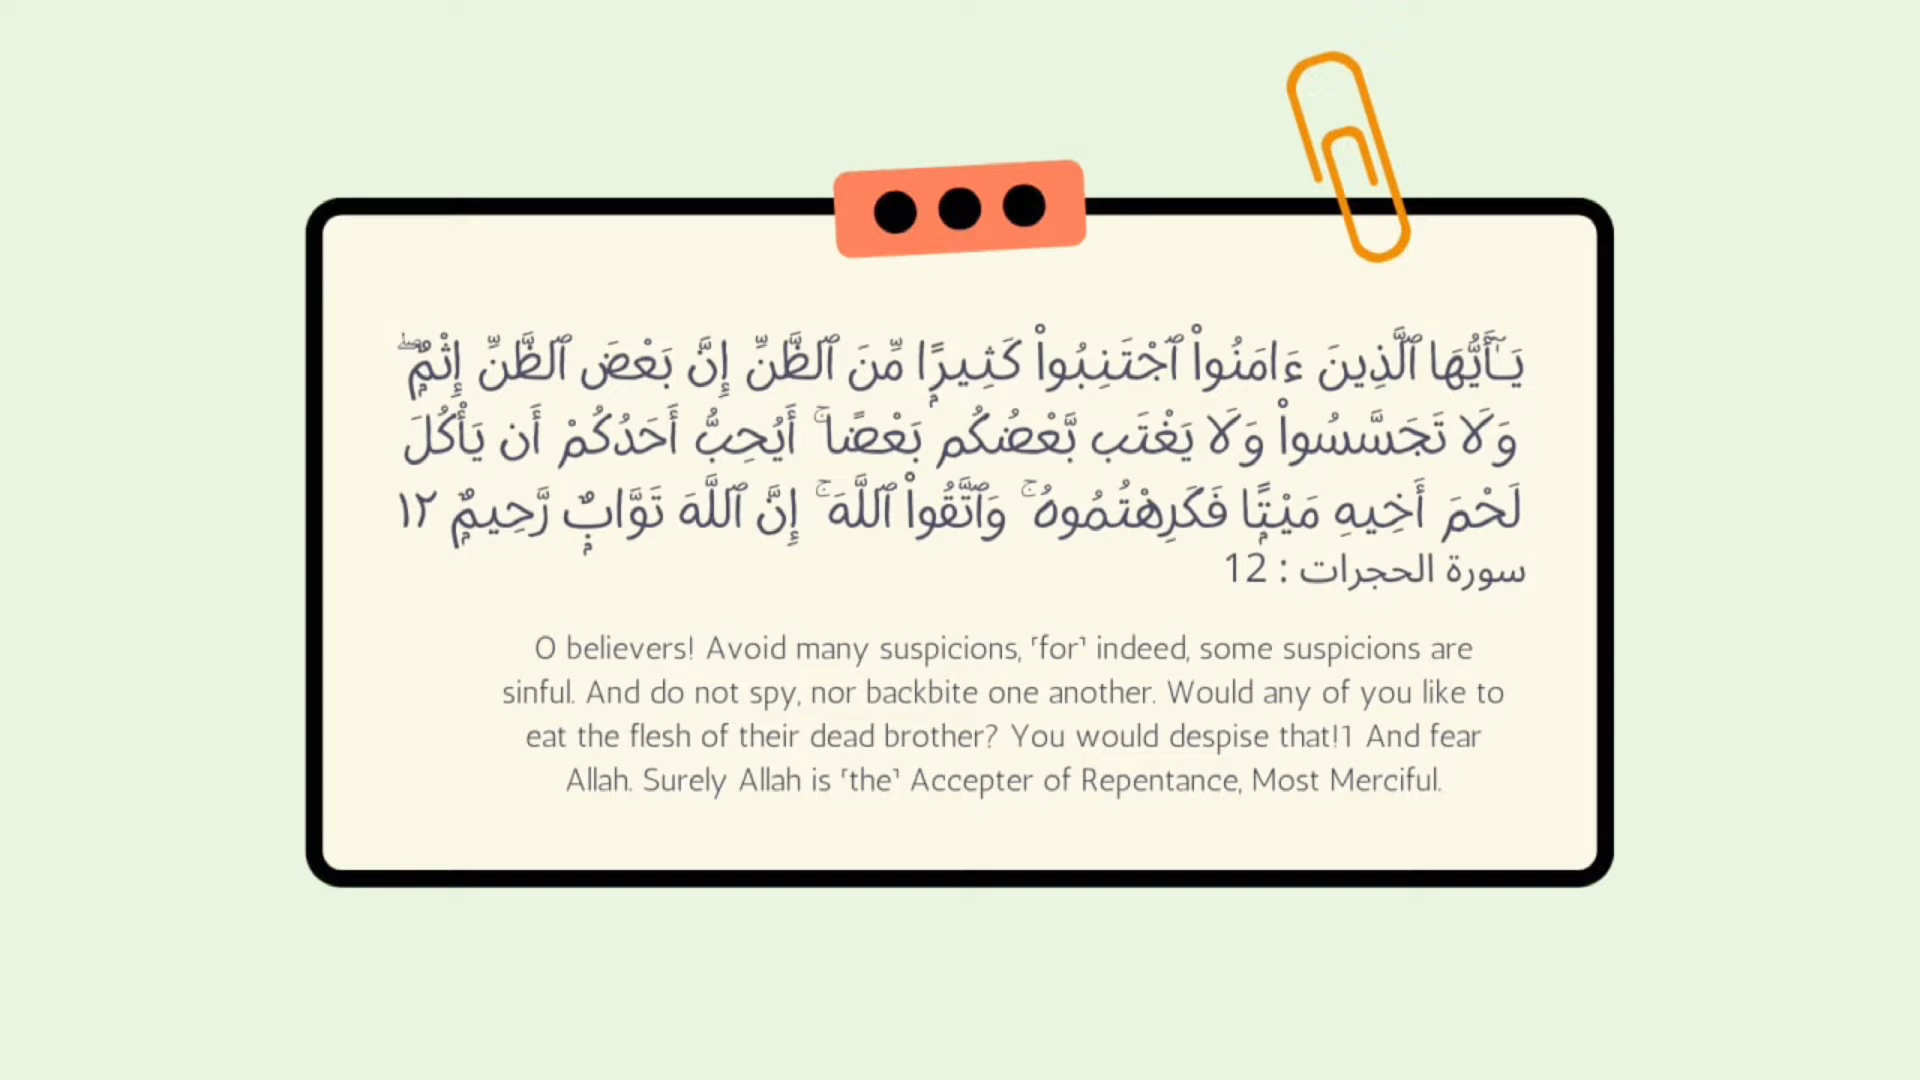 يَـٰٓأَيُّهَا ٱلَّذِينَ ءَامَنُوا۟ ٱجْتَنِبُوا۟ كَثِيرًۭا مِّنَ ٱلظَّنِّ إِنَّ بَعْضَ ٱلظَّنِّ إِثْمٌۭ ۖ
وَلَا تَجَسَّسُوا۟ وَلَا يَغْتَب بَّعْضُكُم بَعْضًا ۚ أَيُحِبُّ أَحَدُكُمْ أَن يَأْكُلَ
لَحْمَ أَخِيهِ مَيْتًۭا فَكَرِهْتُمُوهُ ۚ وَٱتَّقُوا۟ ٱللَّهَ ۚ إِنَّ ٱللَّهَ تَوَّابٌۭ رَّحِيمٌۭ ١٢
سورة الحجرات : 12
O believers! Avoid many suspicions, ˹for˺ indeed, some suspicions are
sinful. And do not spy, nor backbite one another. Would any of you like to
eat the flesh of their dead brother? You would despise that!1 And fear
Allah. Surely Allah is ˹the˺ Accepter of Repentance, Most Merciful.